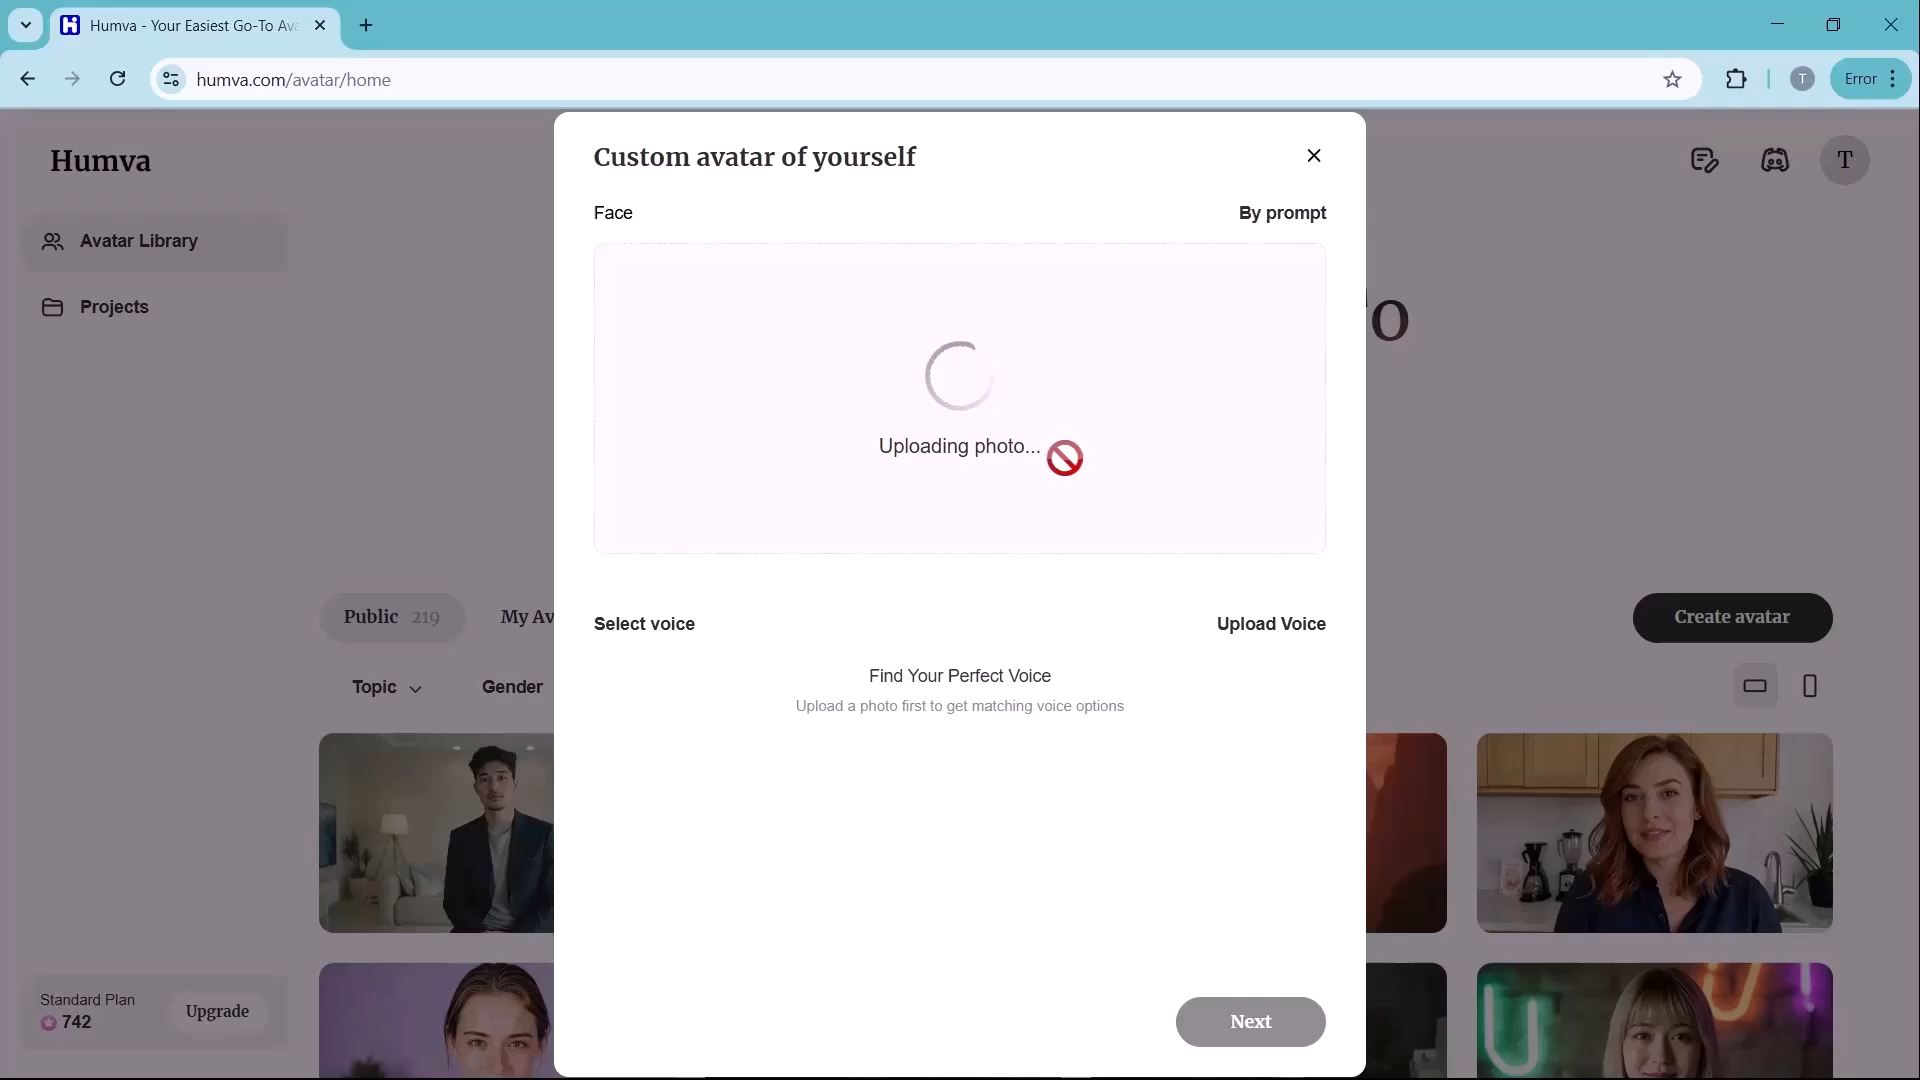 Humva - Your Easiest Go-To Ava
humva.com/avatar/home
T
Error
Humva
T
Avatar Library
Projects
Custom avatar of yourself
Face
By prompt
Uploading photo...
o
Select voice
Upload Voice
Find Your Perfect Voice
Upload a photo first to get matching voice options
Public 219
My Av
Create avatar
Topic
Gender
Standard Plan
742
Upgrade
Next